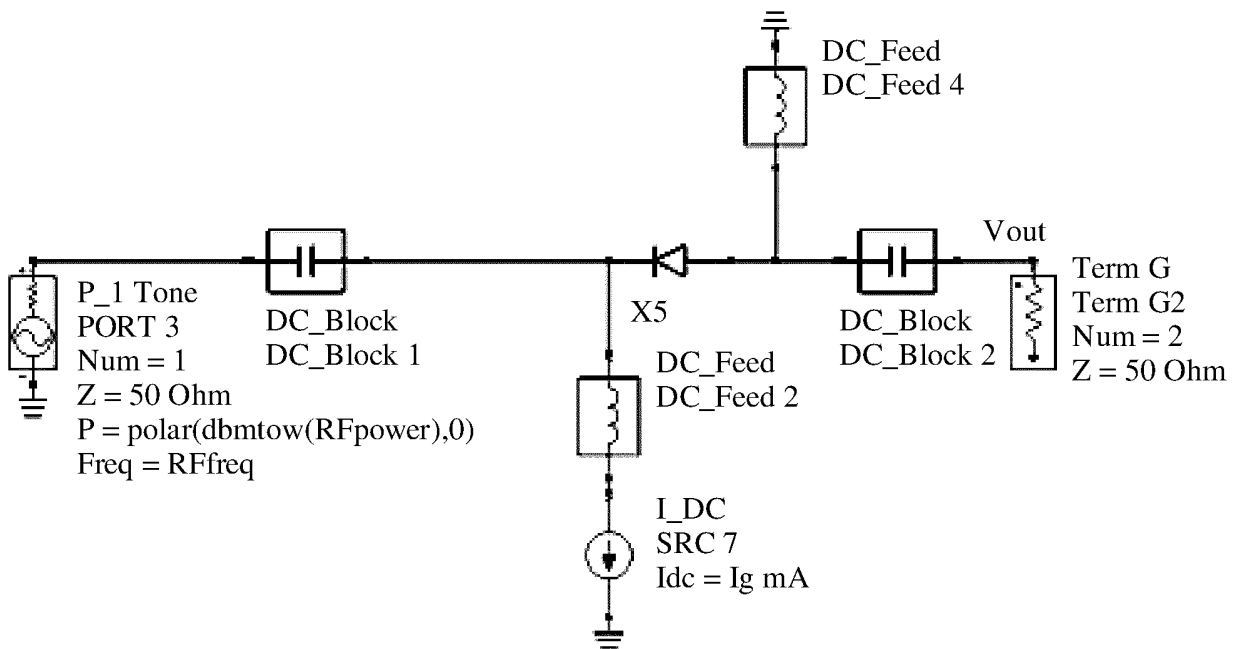 DC_Feed
DC_Feed 4
Vout
P_1 Tone
PORT 3
Num = 1
Z = 50 Ohm
P = polar(dbmtow(RFpower),0)
Freq = RFfreq
DC_Block
DC_Block 1
X5
DC_Feed
DC_Feed 2
DC_Block
DC_Block 2
Term G
Term G2
Num = 2
Z = 50 Ohm
I_DC
SRC 7
Idc = Ig mA